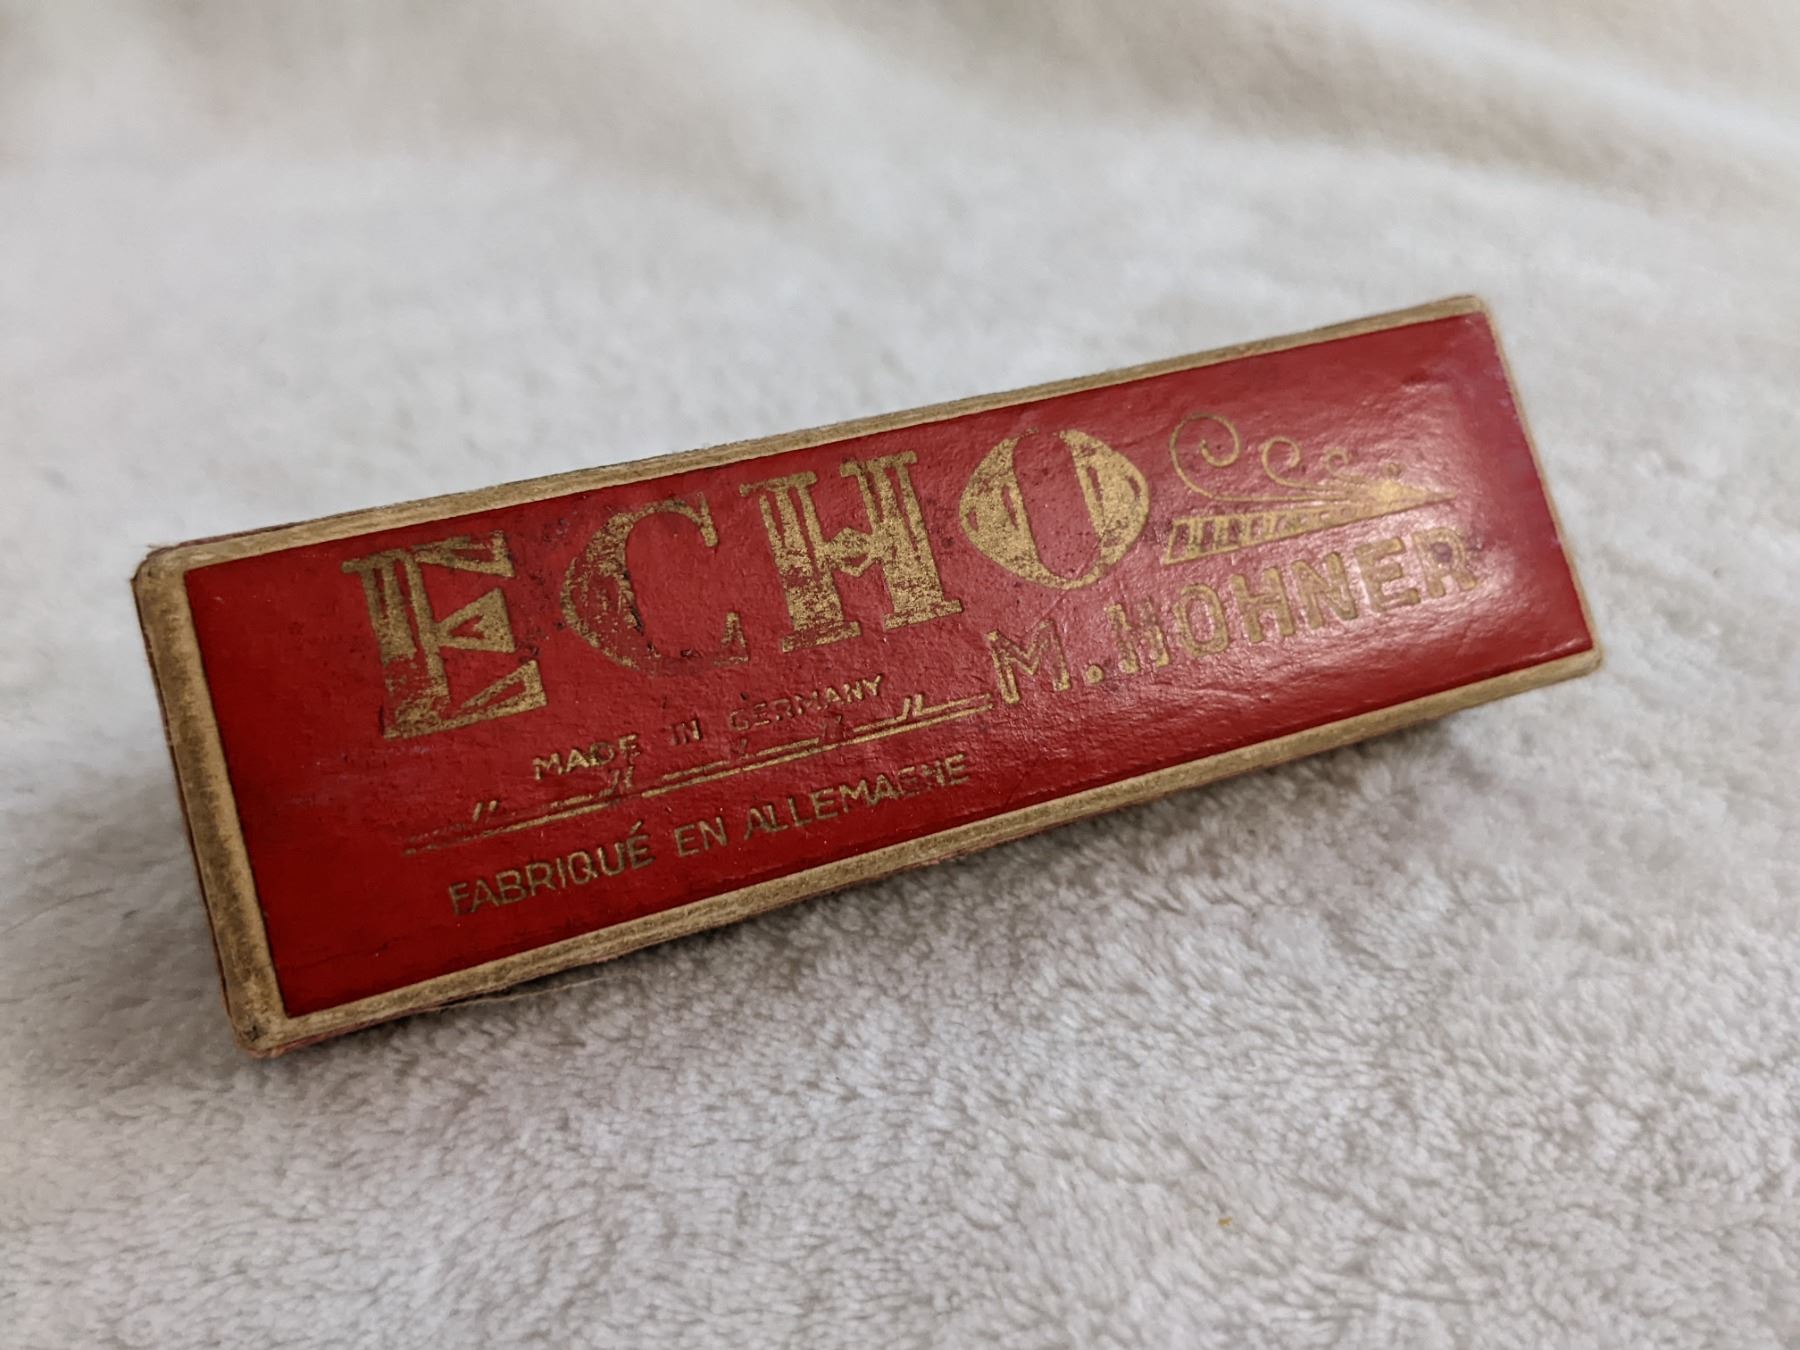 ECHO
M. HOHNER
MADE IN GERMANY
FABRIQUÉ EN ALLEMAGNE